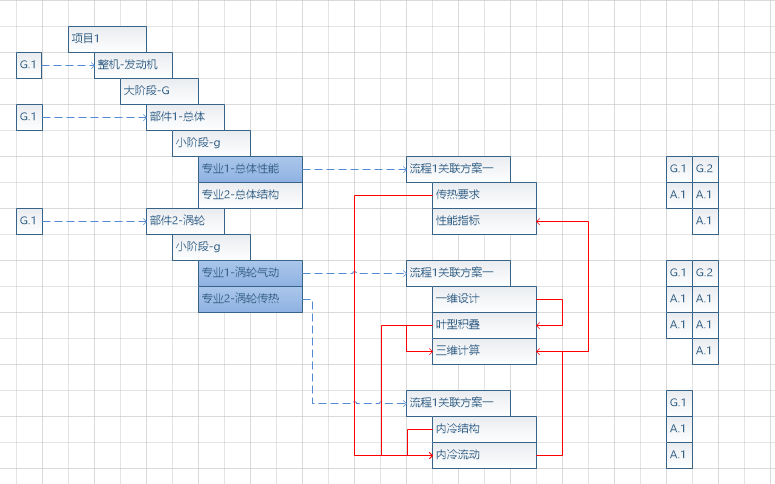 项目1
G.1 整机-发动机
大阶段-G
G.1 部件1-总体
小阶段-g
专业1-总体性能 流程1关联方案一 G.1 G.2
专业2-总体结构 传热要求 A.1 A.1
G.1 部件2-涡轮 性能指标 A.1
小阶段-g
专业1-涡轮气动 流程1关联方案一 G.1 G.2
专业2-涡轮传热 一维设计 A.1 A.1
叶型积叠 A.1 A.1
三维计算 A.1
流程1关联方案一 G.1
内冷结构 A.1
内冷流动 A.1